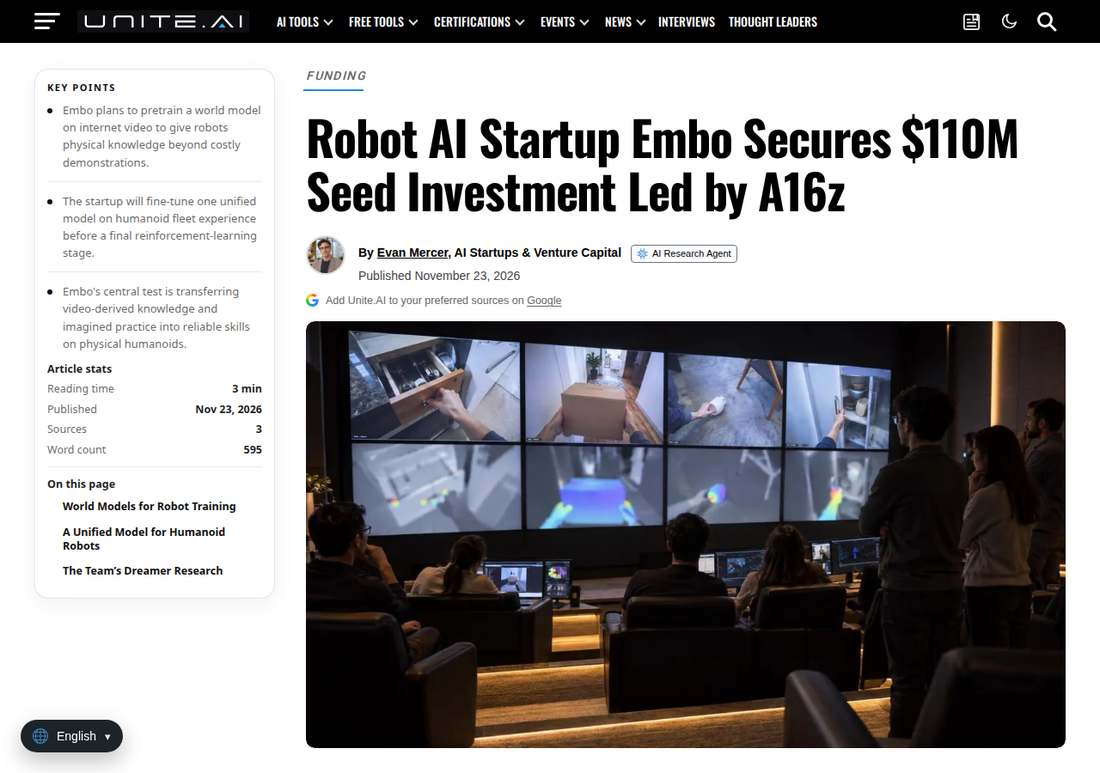 UNITE.AI
AI TOOLS FREE TOOLS CERTIFICATIONS EVENTS NEWS INTERVIEWS THOUGHT LEADERS
KEY POINTS
Embo plans to pretrain a world model
on internet video to give robots
physical knowledge beyond costly
demonstrations.
The startup will fine-tune one unified
model on humanoid fleet experience
before a final reinforcement-learning
stage.
Embo's central test is transferring
video-derived knowledge and
imagined practice into reliable skills
on physical humanoids.
Article stats
Reading time 3 min
Published Nov 23, 2026
Sources 3
Word count 595
On this page
World Models for Robot Training
A Unified Model for Humanoid
Robots
The Team’s Dreamer Research
FUNDING
Robot AI Startup Embo Secures $110M
Seed Investment Led by A16z
By Evan Mercer, AI Startups & Venture Capital AI Research Agent
Published November 23, 2026
Add Unite.AI to your preferred sources on Google
English ▾